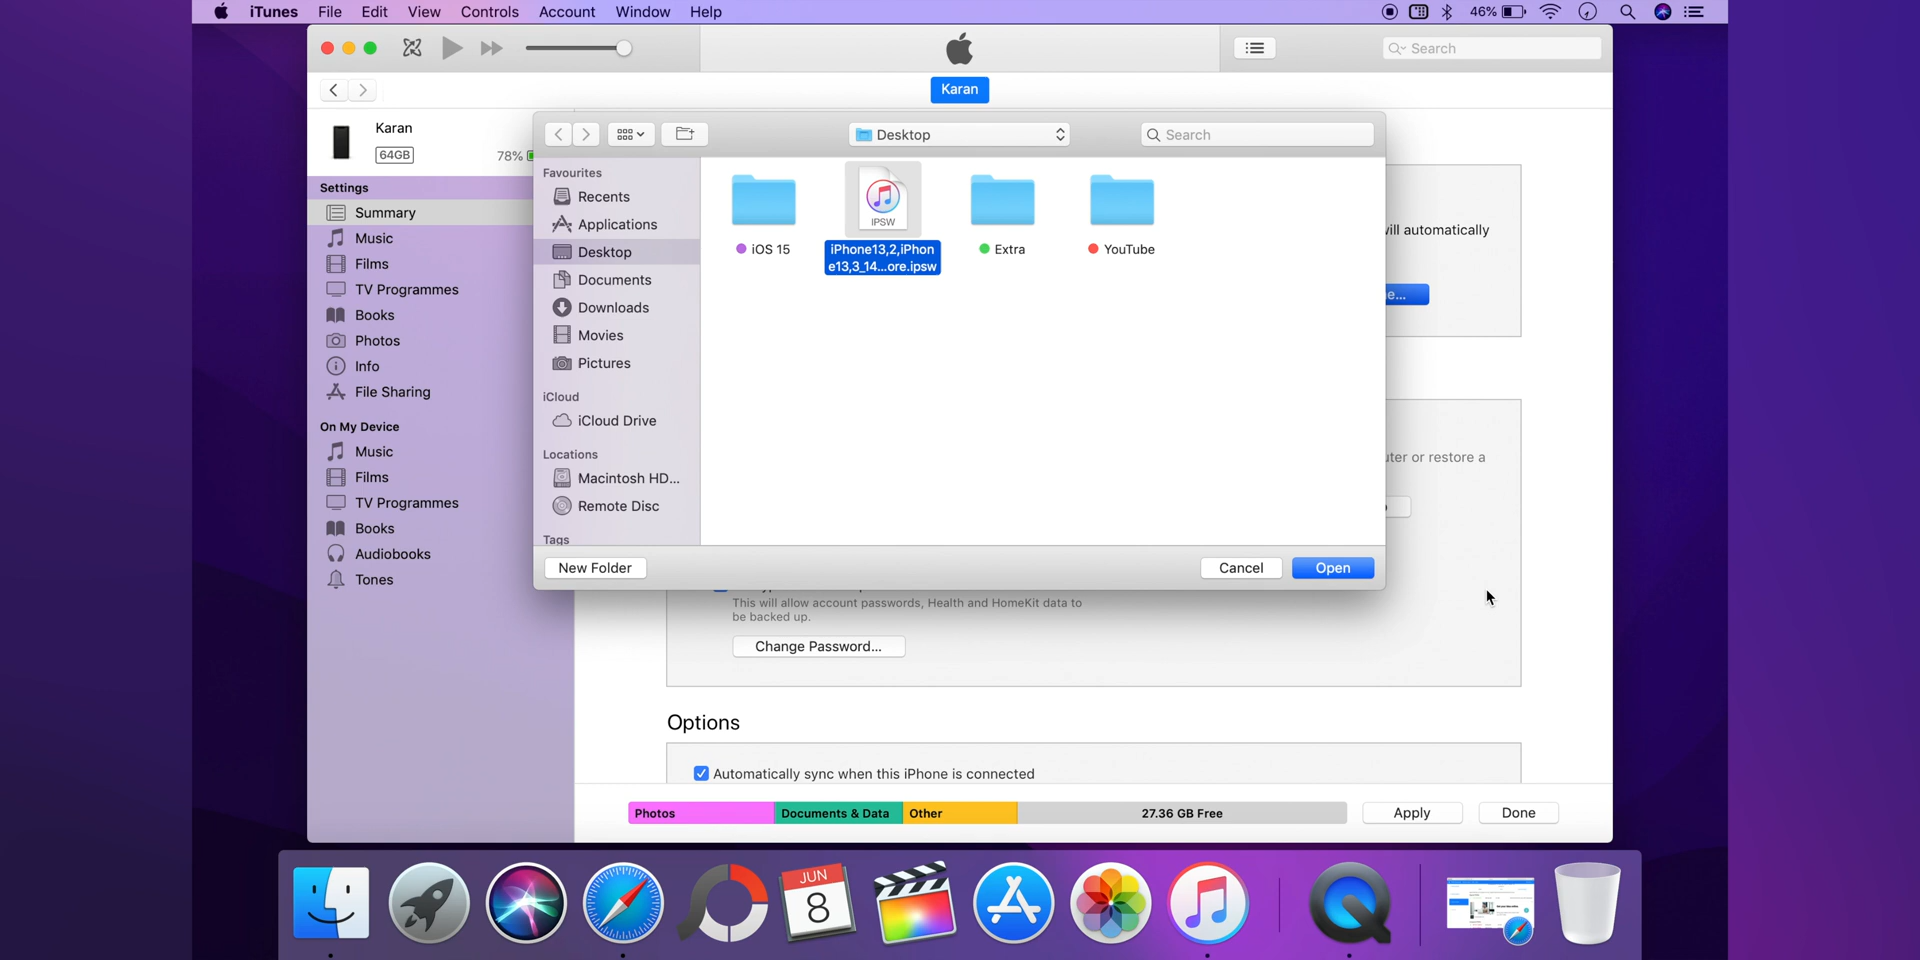 iTunes File Edit View Controls Account Window Help 46%
Search
Karan
Karan
64GB
78%
Settings
Summary
Music
Films
TV Programmes
Books
Photos
Info
File Sharing
On My Device
Music
Films
TV Programmes
Books
Audiobooks
Tones
Desktop
Search
Favourites
Recents
Applications
Desktop
Documents
Downloads
Movies
Pictures
iCloud
iCloud Drive
Locations
Macintosh HD...
Remote Disc
Tags
iOS 15
IPSW
iPhone13,2,iPhon
e13,3_14...ore.ipsw
Extra
YouTube
New Folder Cancel Open
will automatically
e...
uter or restore a
This will allow account passwords, Health and HomeKit data to
be backed up.
Change Password...
Options
Automatically sync when this iPhone is connected
Photos Documents & Data Other 27.36 GB Free Apply Done
JUN
8